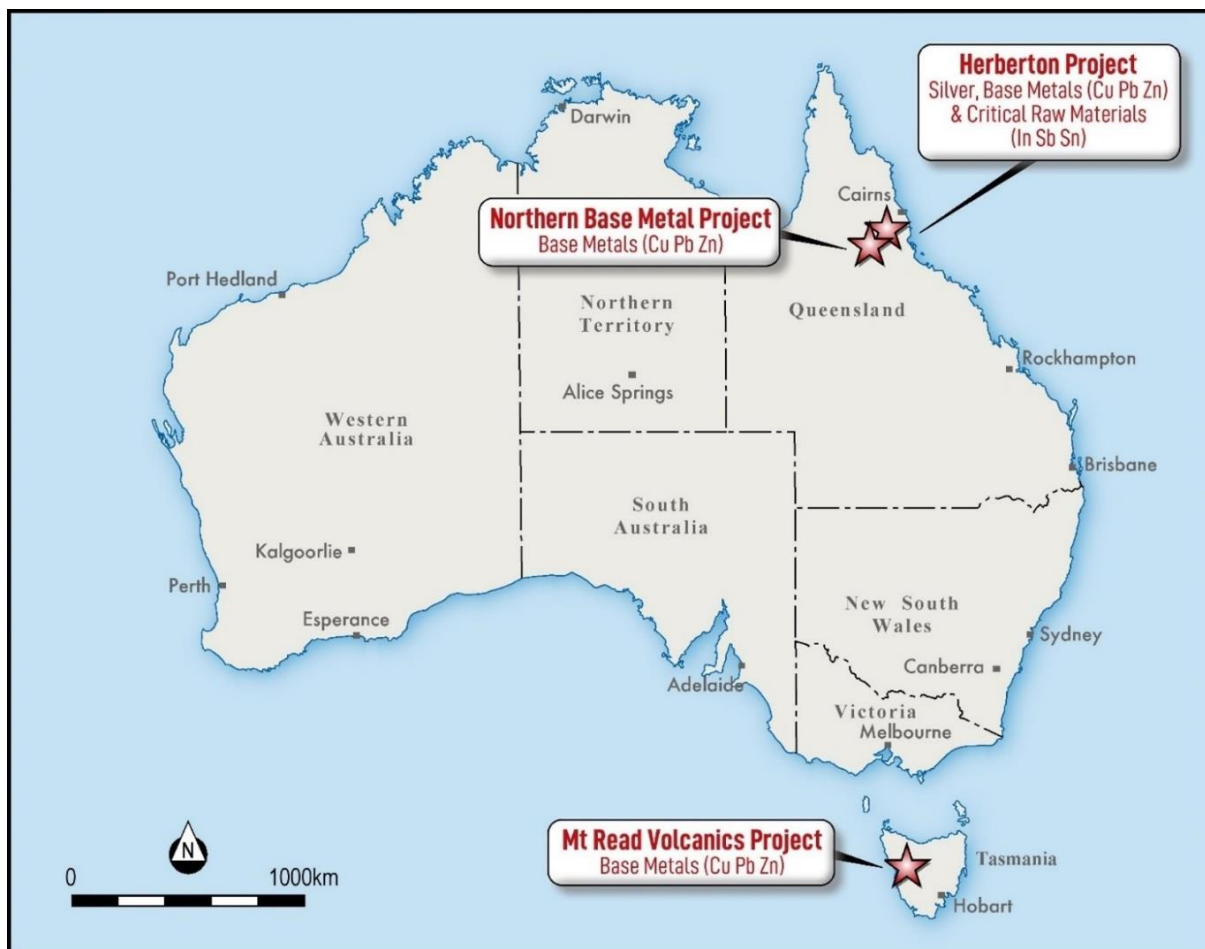 Herberton Project
Silver, Base Metals (Cu Pb Zn)
& Critical Raw Materials
(In Sb Sn)
Darwin
Cairns
Northern Base Metal Project
Base Metals (Cu Pb Zn)
Port Hedland
Northern
Territory
Queensland
Alice Springs
Rockhampton
Western
Australia
Brisbane
South
Australia
Kalgoorlie
Perth
Esperance
New South
Wales
Sydney
Canberra
Adelaide
Victoria
Melbourne
Mt Read Volcanics Project
Base Metals (Cu Pb Zn)
Tasmania
Hobart
N
0 1000km